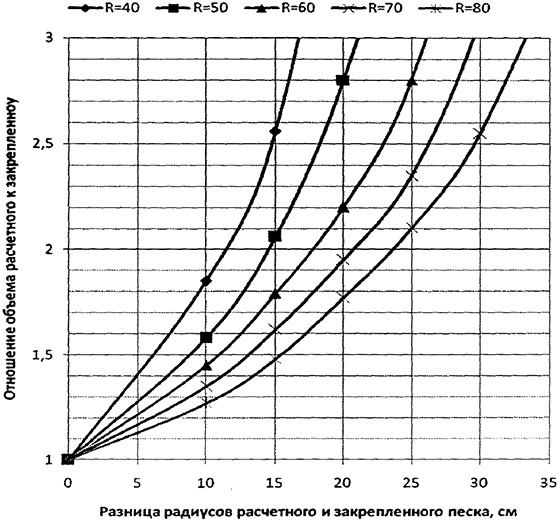 R=40 R=50 R=60 R=70 R=80
Отношение объема расчетного к закрепленноу
3
2,5
2
1,5
1
0 5 10 15 20 25 30 35
Разница радиусов расчетного и закрепленного песка, см